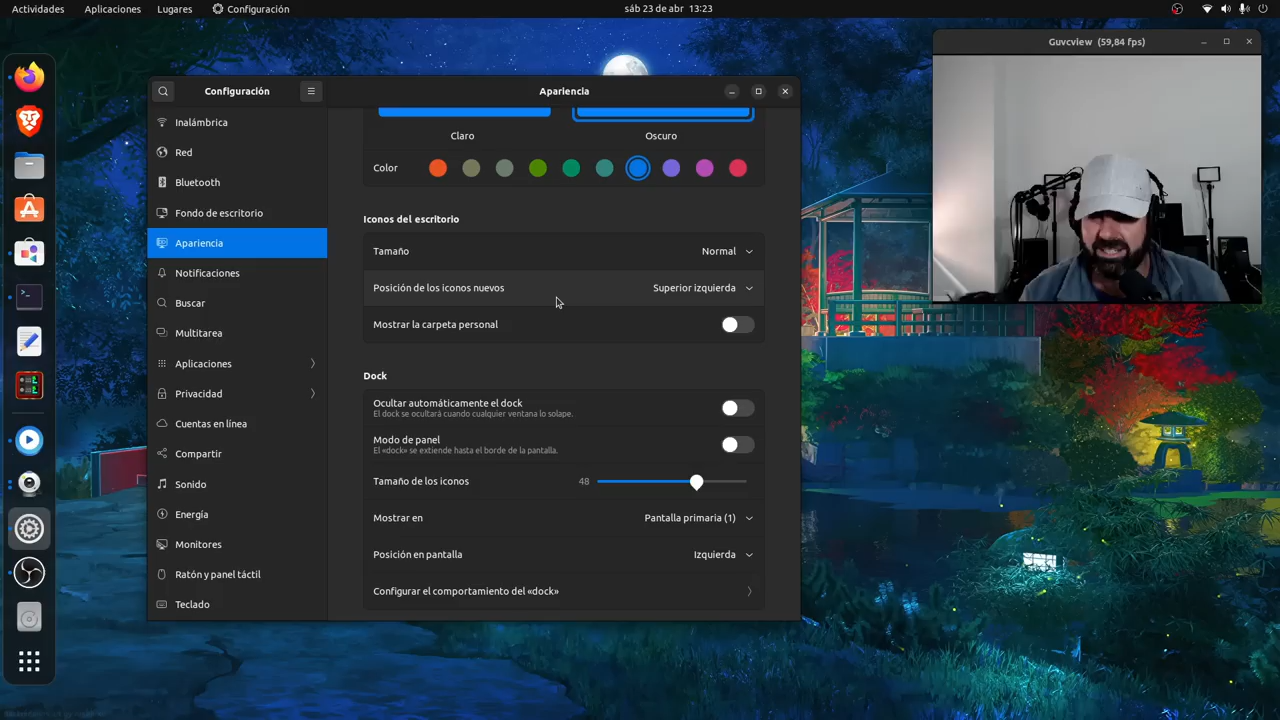 Actividades Aplicaciones Lugares Configuración sáb 23 de abr 13:23
Guvcview (59,84 fps)
Configuración Apariencia
Inalámbrica
Red
Bluetooth
Fondo de escritorio
Apariencia
Notificaciones
Buscar
Multitarea
Aplicaciones
Privacidad
Cuentas en línea
Compartir
Sonido
Energía
Monitores
Ratón y panel táctil
Teclado
Claro Oscuro
Color
Iconos del escritorio
Tamaño Normal
Posición de los iconos nuevos Superior izquierda
Mostrar la carpeta personal
Dock
Ocultar automáticamente el dock
El dock se ocultará cuando cualquier ventana lo solape.
Modo de panel
El «dock» se extiende hasta el borde de la pantalla.
Tamaño de los iconos 48
Mostrar en Pantalla primaria (1)
Posición en pantalla Izquierda
Configurar el comportamiento del «dock»